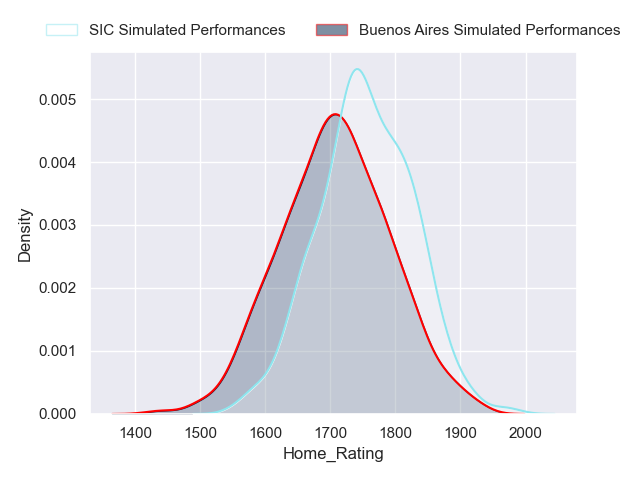 SIC Simulated Performances
Buenos Aires Simulated Performances
Density
0.005
0.004
0.003
0.002
0.001
0.000
1400 1500 1600 1700 1800 1900 2000
Home_Rating